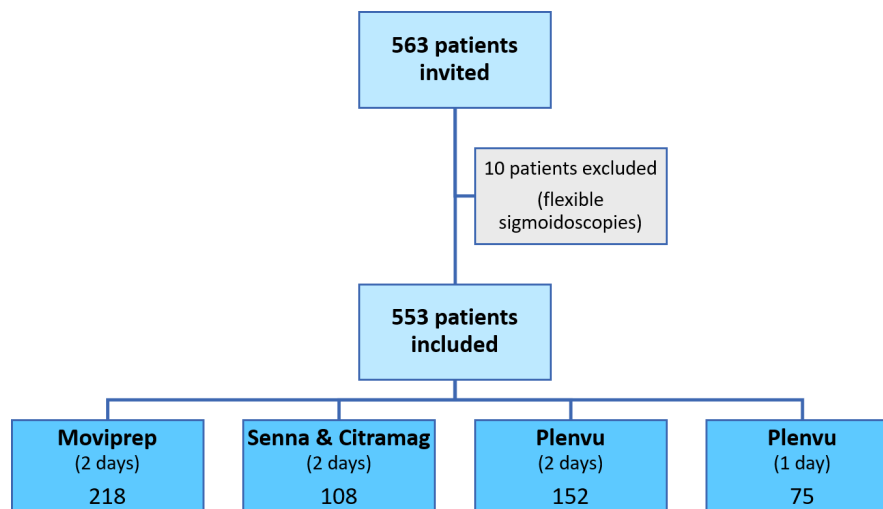 563 patients
invited
10 patients excluded
(flexible
sigmoidoscopies)
553 patients
included
Moviprep
(2 days)
218
Senna & Citramag
(2 days)
108
Plenvu
(2 days)
152
Plenvu
(1 day)
75